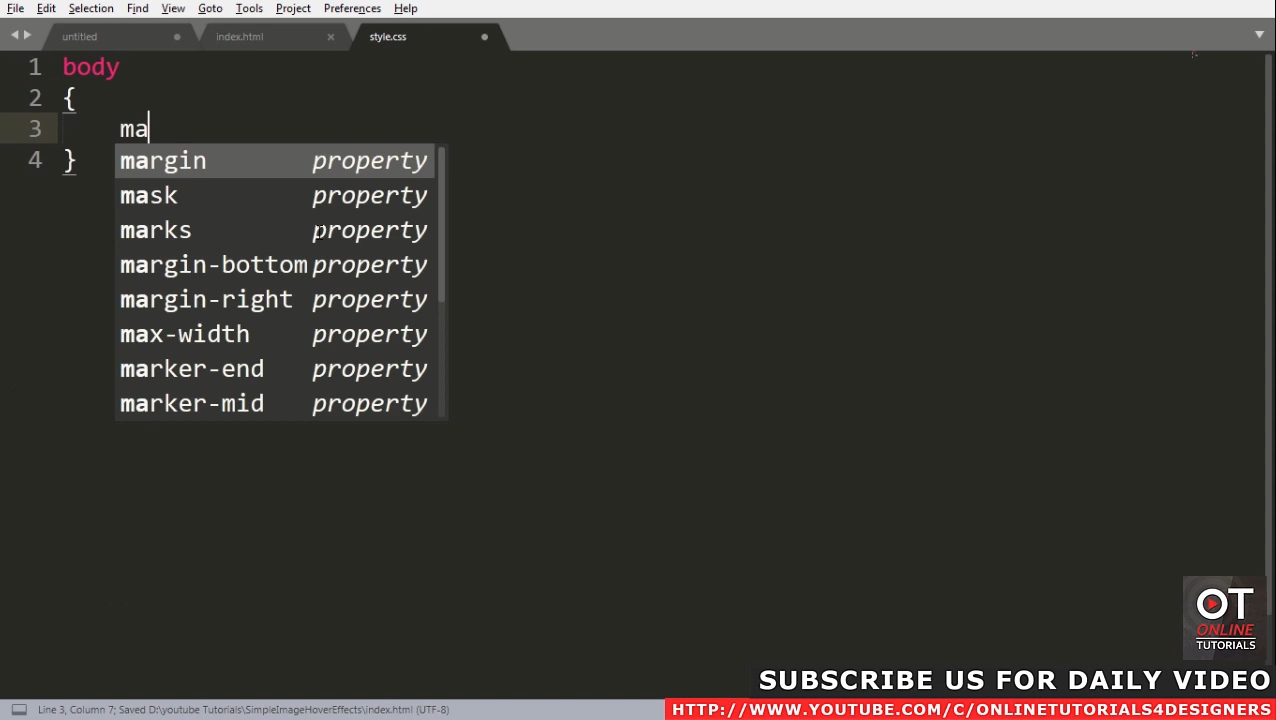 File Edit Selection Find View Goto Tools Project Preferences Help
untitled index.html style.css
1 body
2 {
3 ma
4 }
margin property
mask property
marks property
margin-bottom property
margin-right property
max-width property
marker-end property
marker-mid property
OT
ONLINE
TUTORIALS
SUBSCRIBE US FOR DAILY VIDEO
Line 3, Column 7; Saved D:\youtube Tutorials\SimpleImageHoverEffects\index.html (UTF-8)
HTTP://WWW.YOUTUBE.COM/C/ONLINETUTORIALS4DESIGNERS